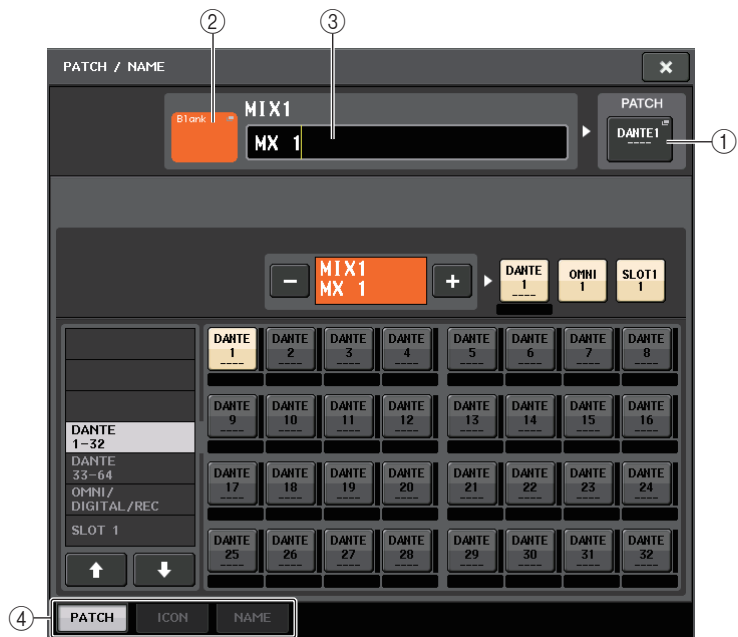 ② ③
PATCH / NAME ×
Blank MIX1 PATCH
MX 1 DANTE1 ①
----
MIX1 DANTE OMNI SLOT1
− MX 1 + 1 1 1
----
DANTE DANTE DANTE DANTE DANTE DANTE DANTE DANTE
1 2 3 4 5 6 7 8
---- ---- ---- ---- ---- ---- ---- ----
DANTE DANTE DANTE DANTE DANTE DANTE DANTE DANTE
9 10 11 12 13 14 15 16
---- ---- ---- ---- ---- ---- ---- ----
DANTE
1-32
DANTE
33-64
OMNI/
DIGITAL/REC
SLOT 1
DANTE DANTE DANTE DANTE DANTE DANTE DANTE DANTE
17 18 19 20 21 22 23 24
---- ---- ---- ---- ---- ---- ---- ----
DANTE DANTE DANTE DANTE DANTE DANTE DANTE DANTE
25 26 27 28 29 30 31 32
---- ---- ---- ---- ---- ---- ---- ----
④ PATCH ICON NAME